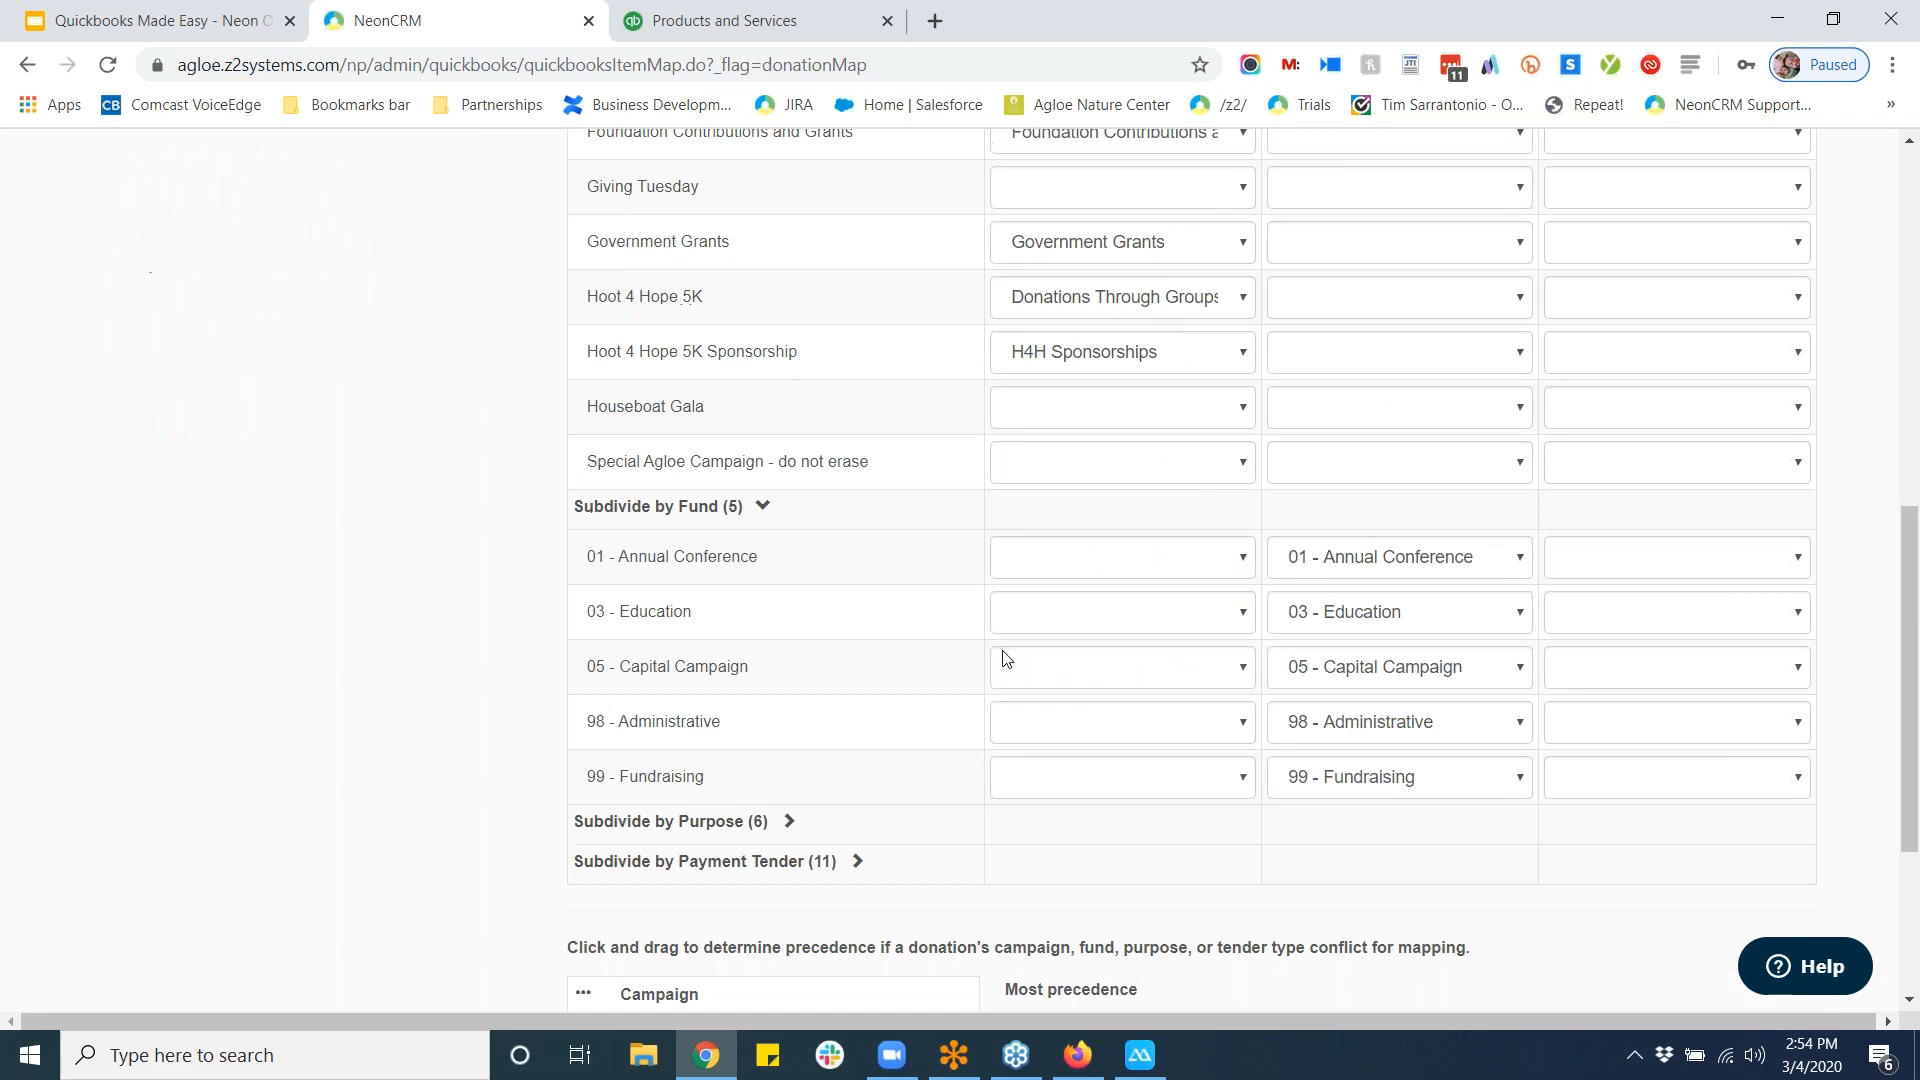 Quickbooks Made Easy - Neon
NeonCRM
Products and Services
agloe.z2systems.com/np/admin/quickbooks/quickbooksItemMap.do?_flag=donationMap
M:
JTI
11
S
Paused
Apps
CB Comcast VoiceEdge
Bookmarks bar
Partnerships
Business Developm...
JIRA
Home | Salesforce
Agloe Nature Center
/z2/
Trials
Tim Sarrantonio - O...
Repeat!
NeonCRM Support...
»
Foundation Contributions and Grants Foundation Contributions
Giving Tuesday
Government Grants Government Grants
Hoot 4 Hope 5K Donations Through Groups
Hoot 4 Hope 5K Sponsorship H4H Sponsorships
Houseboat Gala
Special Agloe Campaign - do not erase
Subdivide by Fund (5)
01 - Annual Conference 01 - Annual Conference
03 - Education 03 - Education
05 - Capital Campaign 05 - Capital Campaign
98 - Administrative 98 - Administrative
99 - Fundraising 99 - Fundraising
Subdivide by Purpose (6)
Subdivide by Payment Tender (11)
Click and drag to determine precedence if a donation's campaign, fund, purpose, or tender type conflict for mapping.
Campaign Most precedence
Help
Type here to search
2:54 PM
3/4/2020
6